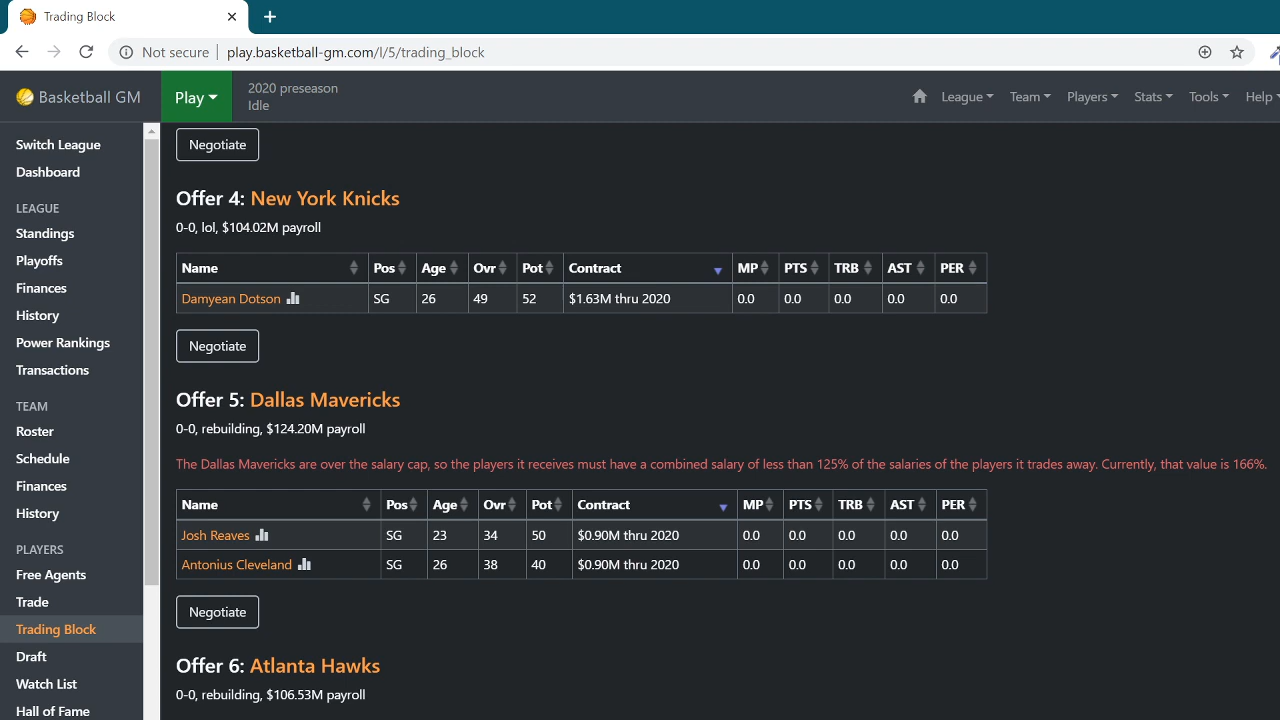 Trading Block
Not secure play.basketball-gm.com/l/5/trading_block
Basketball GM
Play
2020 preseason
Idle
League Team Players Stats Tools Help
Switch League
Dashboard
LEAGUE
Standings
Playoffs
Finances
History
Power Rankings
Transactions
TEAM
Roster
Schedule
Finances
History
PLAYERS
Free Agents
Trade
Trading Block
Draft
Watch List
Hall of Fame
Negotiate
Offer 4: New York Knicks
0-0, lol, $104.02M payroll
Name Pos Age Ovr Pot Contract MP PTS TRB AST PER
Damyean Dotson SG 26 49 52 $1.63M thru 2020 0.0 0.0 0.0 0.0 0.0
Negotiate
Offer 5: Dallas Mavericks
0-0, rebuilding, $124.20M payroll
The Dallas Mavericks are over the salary cap, so the players it receives must have a combined salary of less than 125% of the salaries of the players it trades away. Currently, that value is 166%.
Name Pos Age Ovr Pot Contract MP PTS TRB AST PER
Josh Reaves SG 23 34 50 $0.90M thru 2020 0.0 0.0 0.0 0.0 0.0
Antonius Cleveland SG 26 38 40 $0.90M thru 2020 0.0 0.0 0.0 0.0 0.0
Negotiate
Offer 6: Atlanta Hawks
0-0, rebuilding, $106.53M payroll